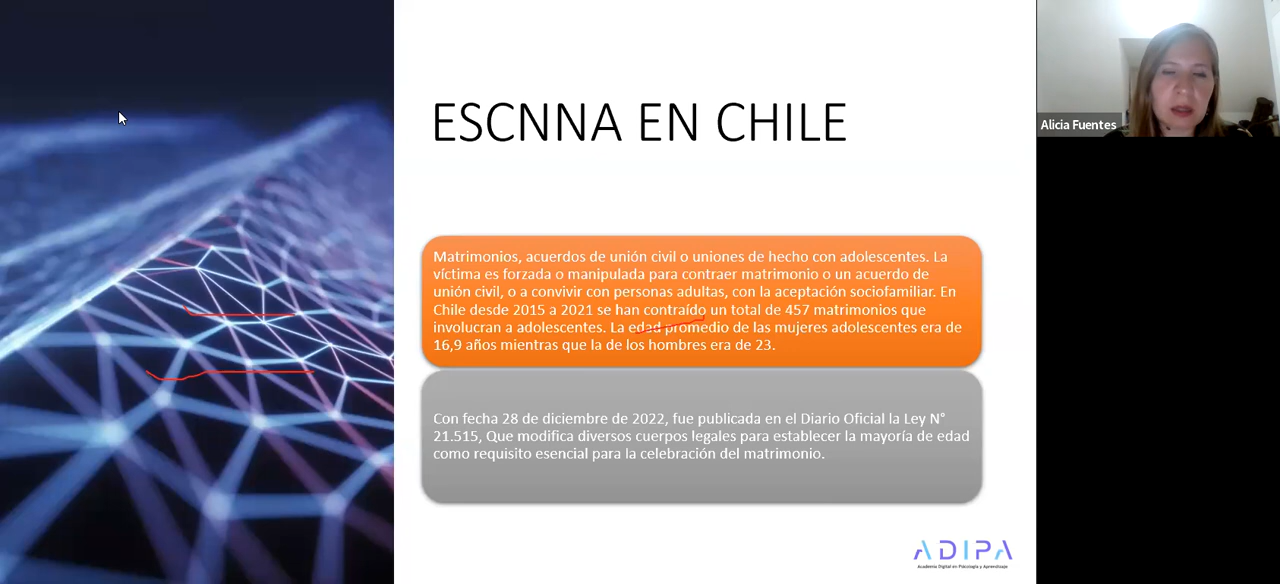 ESCNNA EN CHILE
Alicia Fuentes
Matrimonios, acuerdos de unión civil o uniones de hecho con adolescentes. La
víctima es forzada o manipulada para contraer matrimonio o un acuerdo de
unión civil, o a convivir con personas adultas, con la aceptación sociofamiliar. En
Chile desde 2015 a 2021 se han contraído un total de 457 matrimonios que
involucran a adolescentes. La edad promedio de las mujeres adolescentes era de
16,9 años mientras que la de los hombres era de 23.
Con fecha 28 de diciembre de 2022, fue publicada en el Diario Oficial la Ley N°
21.515, Que modifica diversos cuerpos legales para establecer la mayoría de edad
como requisito esencial para la celebración del matrimonio.
ADIPA
Academia Digital en Psicología y Aprendizaje